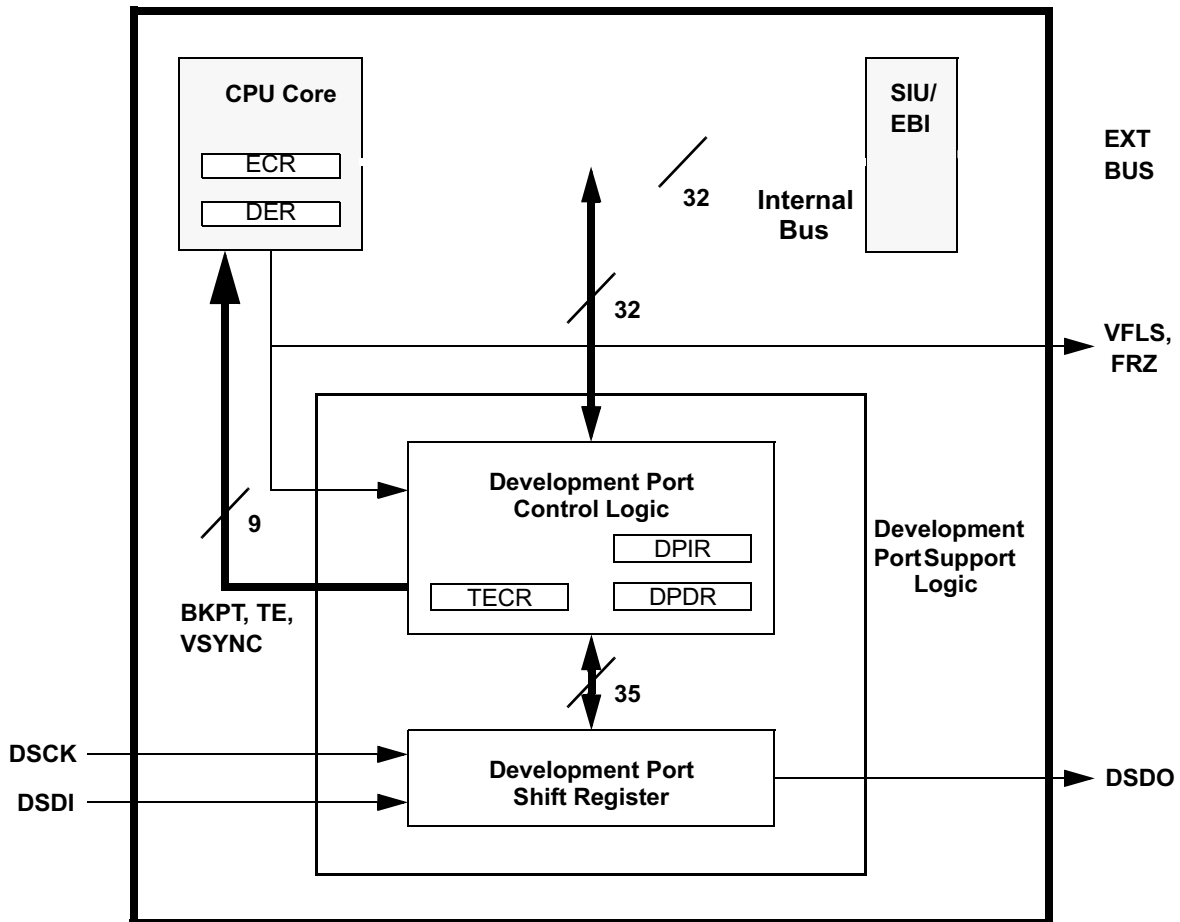 CPU Core
ECR
DER
SIU/
EBI
EXT
BUS
32
Internal
Bus
32
VFLS,
FRZ
Development Port
Control Logic
DPIR
TECR
DPDR
9
BKPT, TE,
VSYNC
Development
Port Support
Logic
35
DSCK
DSDI
Development Port
Shift Register
DSDO